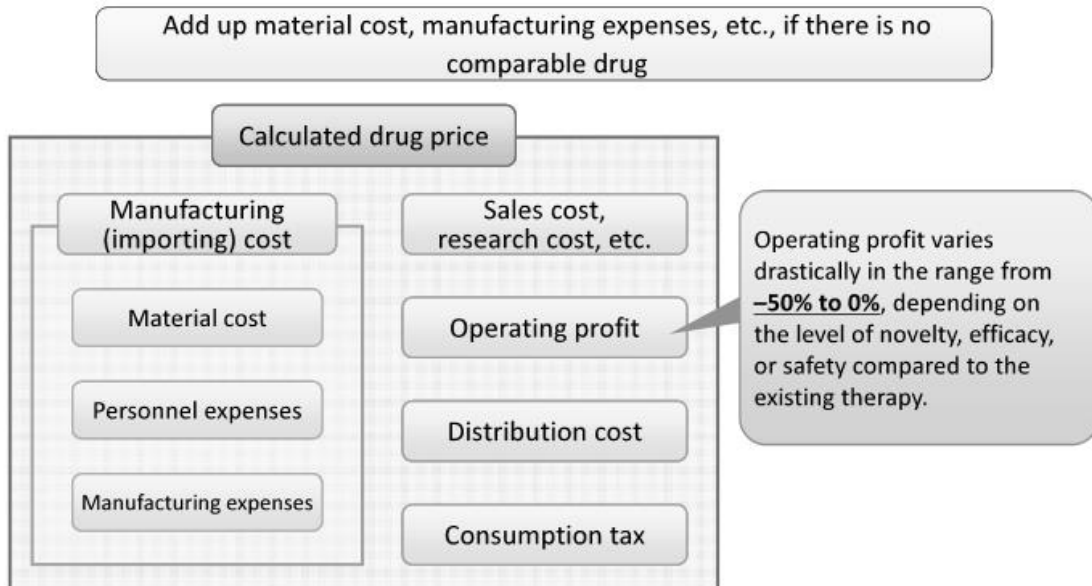 Add up material cost, manufacturing expenses, etc., if there is no
comparable drug
Calculated drug price
Manufacturing
(importing) cost
Material cost
Personnel expenses
Manufacturing expenses
Sales cost,
research cost, etc.
Operating profit
Distribution cost
Consumption tax
Operating profit varies
drastically in the range from
–50% to 0%, depending on
the level of novelty, efficacy,
or safety compared to the
existing therapy.